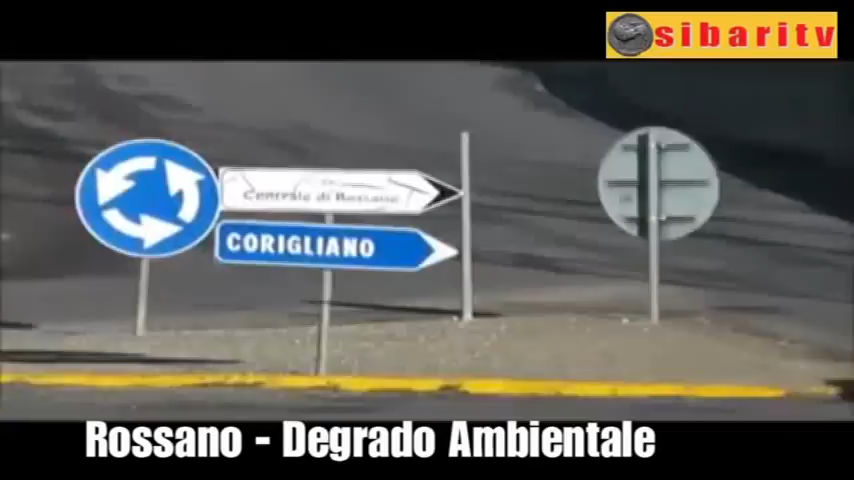 sibaritv
Centrale di Rossano
CORIGLIANO
Rossano - Degrado Ambientale